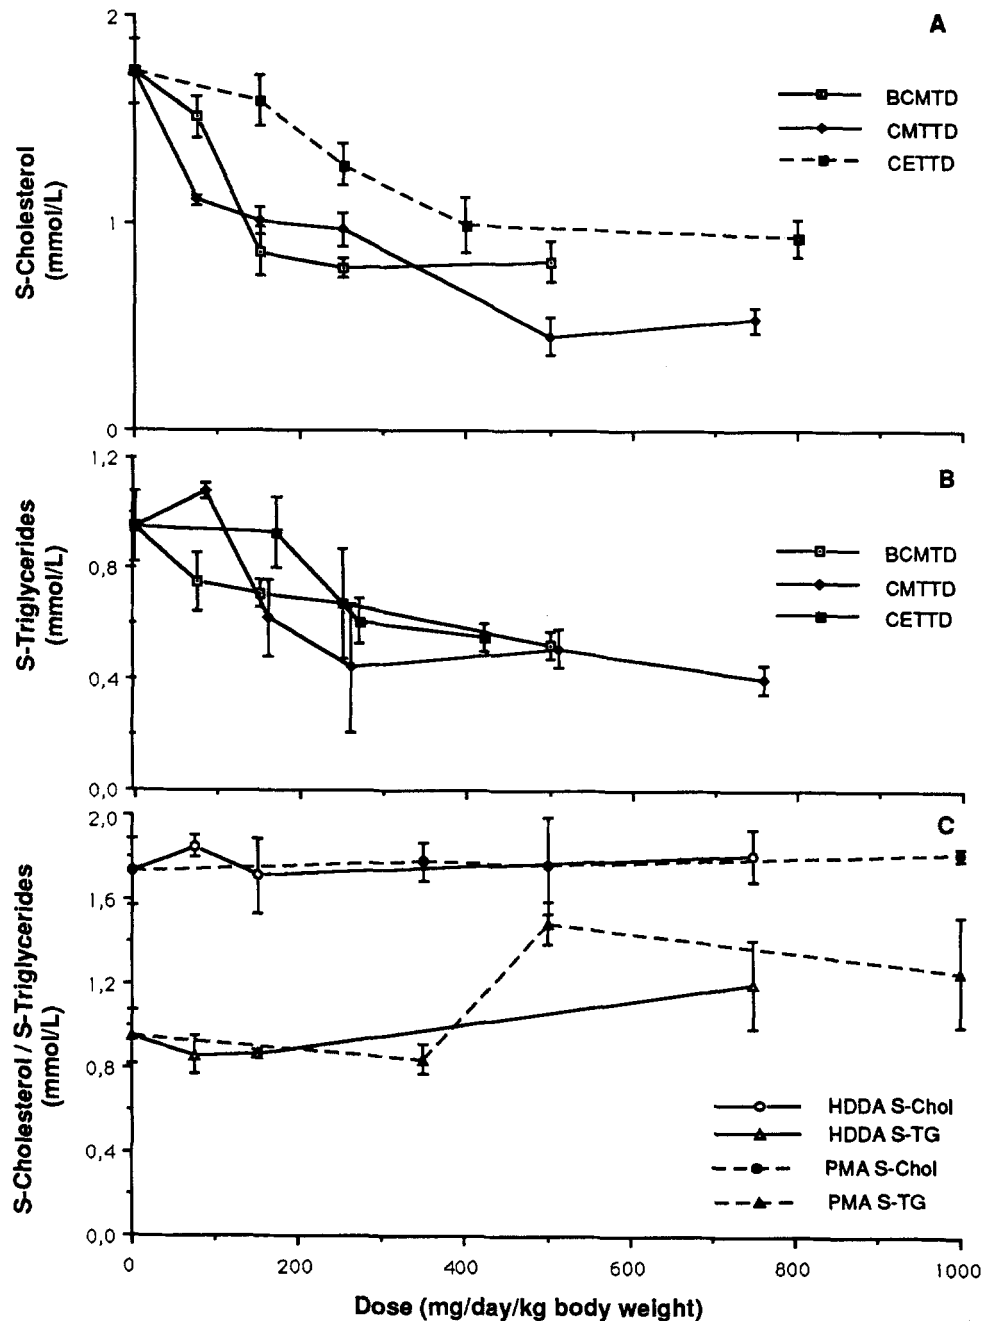 2
A
BCMTD
CMTTD
CETTD
1
0
S-Cholesterol
(mmol/L)
1,2
B
0,8
BCMTD
CMTTD
CETTD
0,4
0,0
S-Triglycerides
(mmol/L)
2,0
C
1,6
1,2
0,8
HDDA S-Chol
HDDA S-TG
0,4
PMA S-Chol
PMA S-TG
0,0
S-Cholesterol / S-Triglycerides
(mmol/L)
0 200 400 600 800 1000
Dose (mg/day/kg body weight)